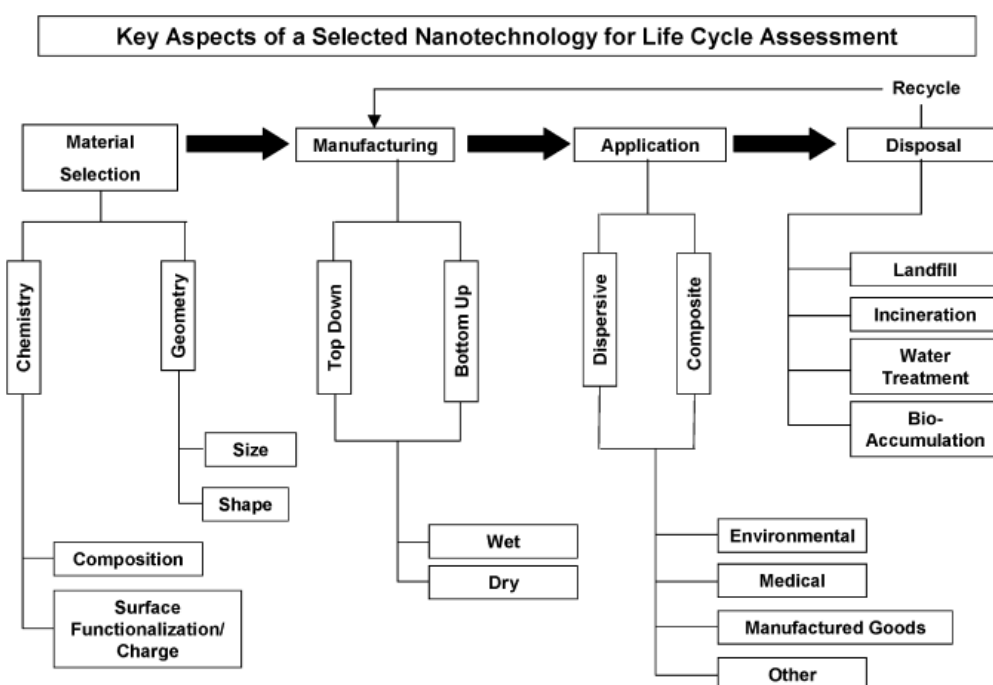 Key Aspects of a Selected Nanotechnology for Life Cycle Assessment
Recycle
Material
Selection
Manufacturing
Application
Disposal
Chemistry
Geometry
Top Down
Bottom Up
Dispersive
Composite
Landfill
Incineration
Water
Treatment
Bio-
Accumulation
Size
Shape
Composition
Surface
Functionalization/
Charge
Wet
Dry
Environmental
Medical
Manufactured Goods
Other